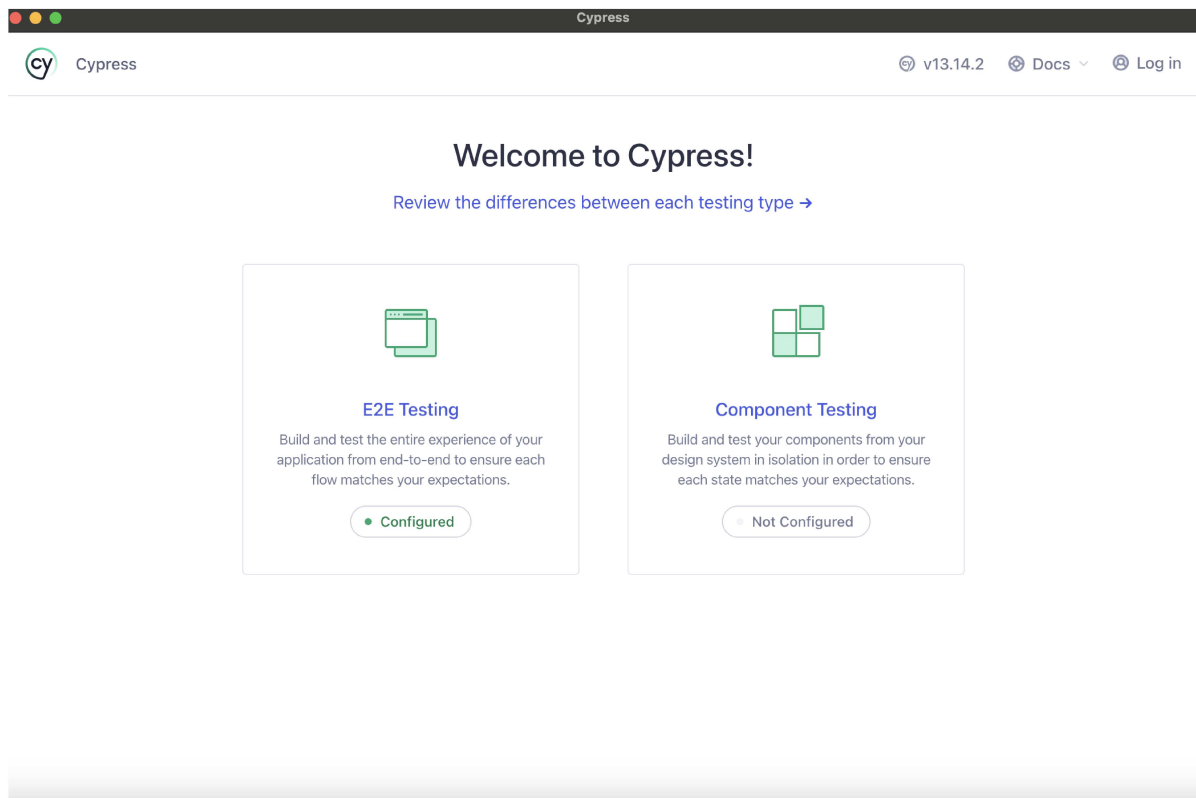 Cypress
cy Cypress
cy v13.14.2 Docs Log in
Welcome to Cypress!
Review the differences between each testing type →
E2E Testing
Build and test the entire experience of your
application from end-to-end to ensure each
flow matches your expectations.
Configured
Component Testing
Build and test your components from your
design system in isolation in order to ensure
each state matches your expectations.
Not Configured